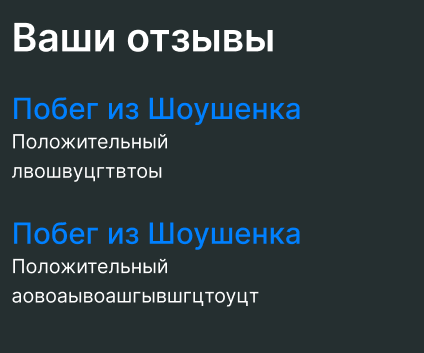 Ваши отзывы
Побег из Шоушенка
Положительный
лвошвуцгтвтоы
Побег из Шоушенка
Положительный
аовоаывоашгывшгцтоуцт